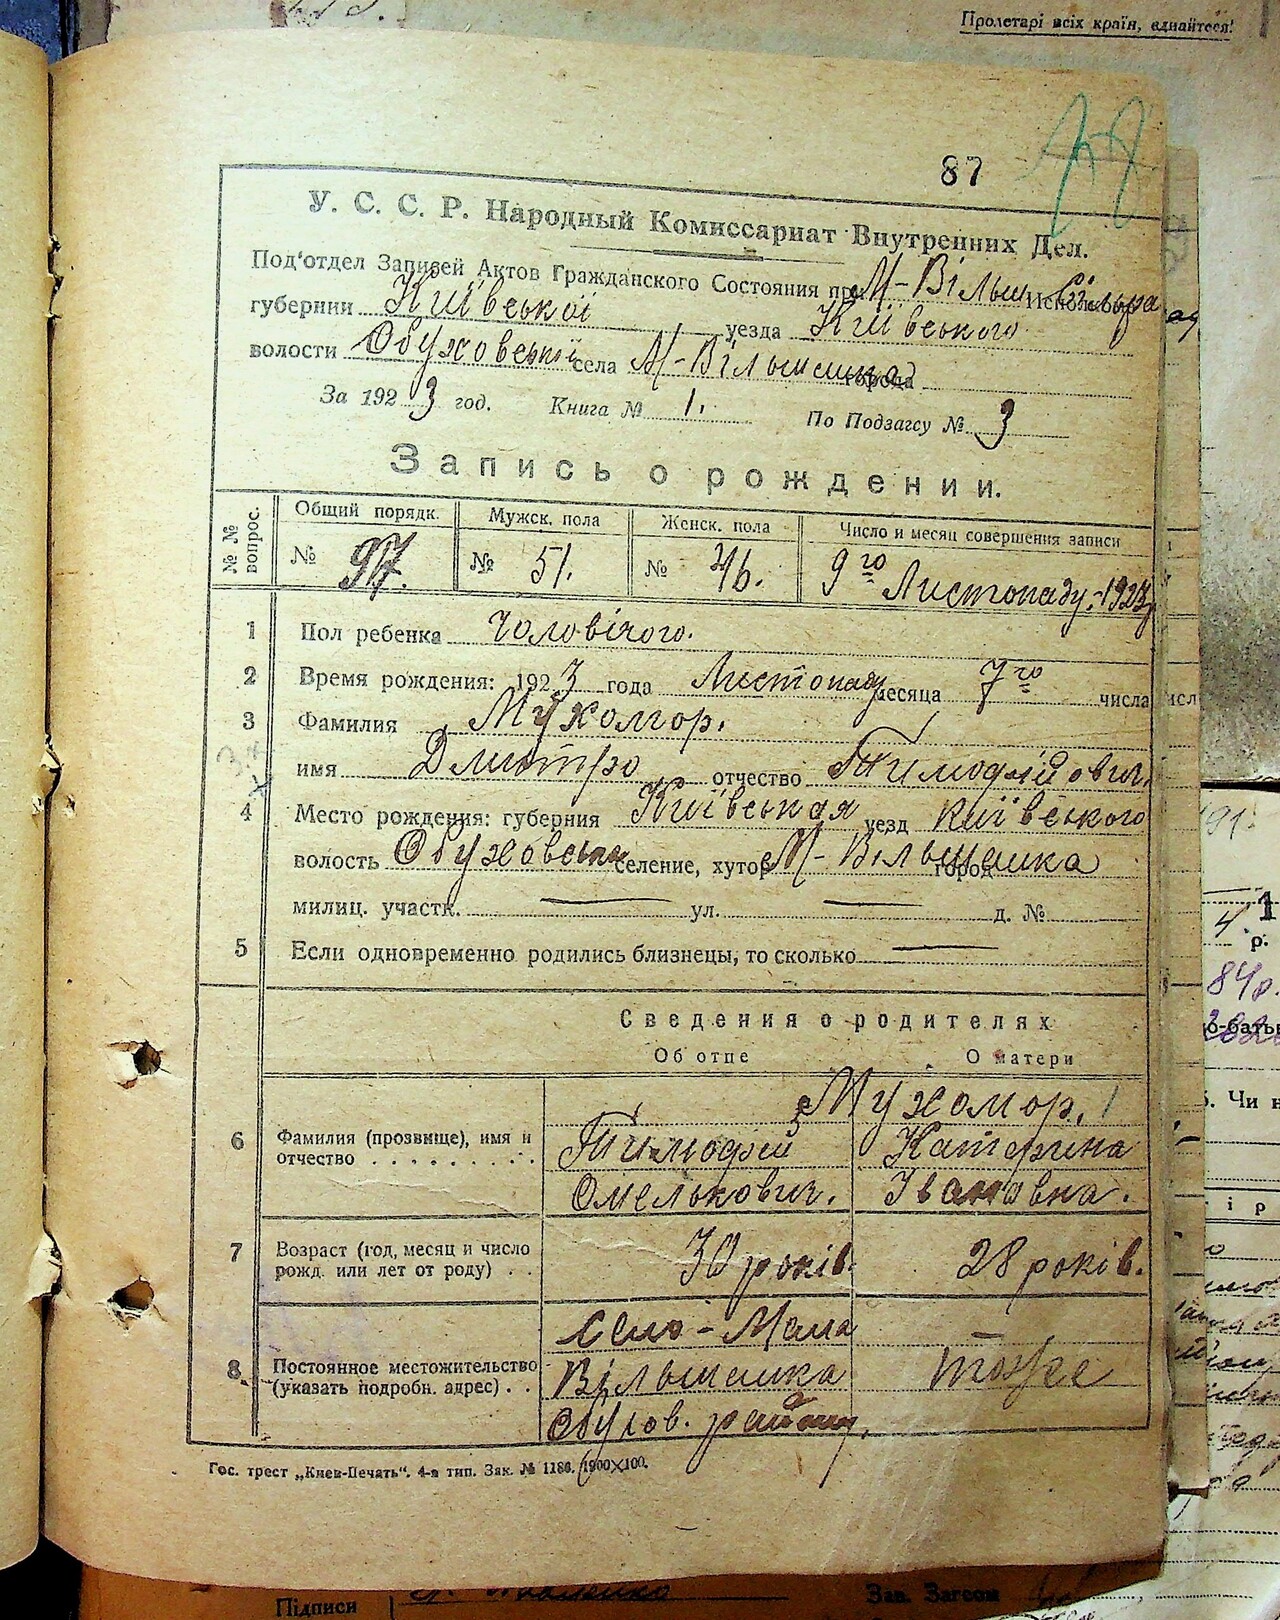 Пролетарі всіх країн, єднайтеся!
87
У. С. С. Р. Народный Комиссариат Внутренних Дел.
Под'отдел Записей Актов Гражданского Состояния при М-Вільш. Сільра
губернии Київської уезда Київського
волости Обуховської села М-Вільшанка города
За 1923 год. Книга № 1. По Подзагсу № 3
Запись о рождении.
№ № вопрос. Общий порядк. Мужск. пола Женск. пола Число и месяц совершения записи
№ 97. № 51. № 46. 9го Листопаду 1923
1 Пол ребенка Чоловічого.
2 Время рождения: 1923 года Листопаду месяца 7го числа
3 Фамилия Мухомор.
имя Дмитро отчество Тимофійович.
4 Место рождения: губерния Київськая уезд Київського
волость Обуховськ селение, хутор М-Вільшанка город
милиц. участк. — ул. — д. №
5 Если одновременно родились близнецы, то сколько —
Сведения о родителях
Об отце О матери
Мухомор.
6 Фамилия (прозвище), имя и отчество Тимофей Катерина
Омелькович. Івановна.
7 Возраст (год, месяц и число рожд. или лет от роду) 30 років. 28 років.
село-Мала
8 Постоянное местожительство (указать подробн. адрес) Вільшанка тоже
Обухов. району.
Гос. трест „Киев-Печать". 4-я тип. Зак. № 1186. 1900×100.
Підписи
Зав. Загсом